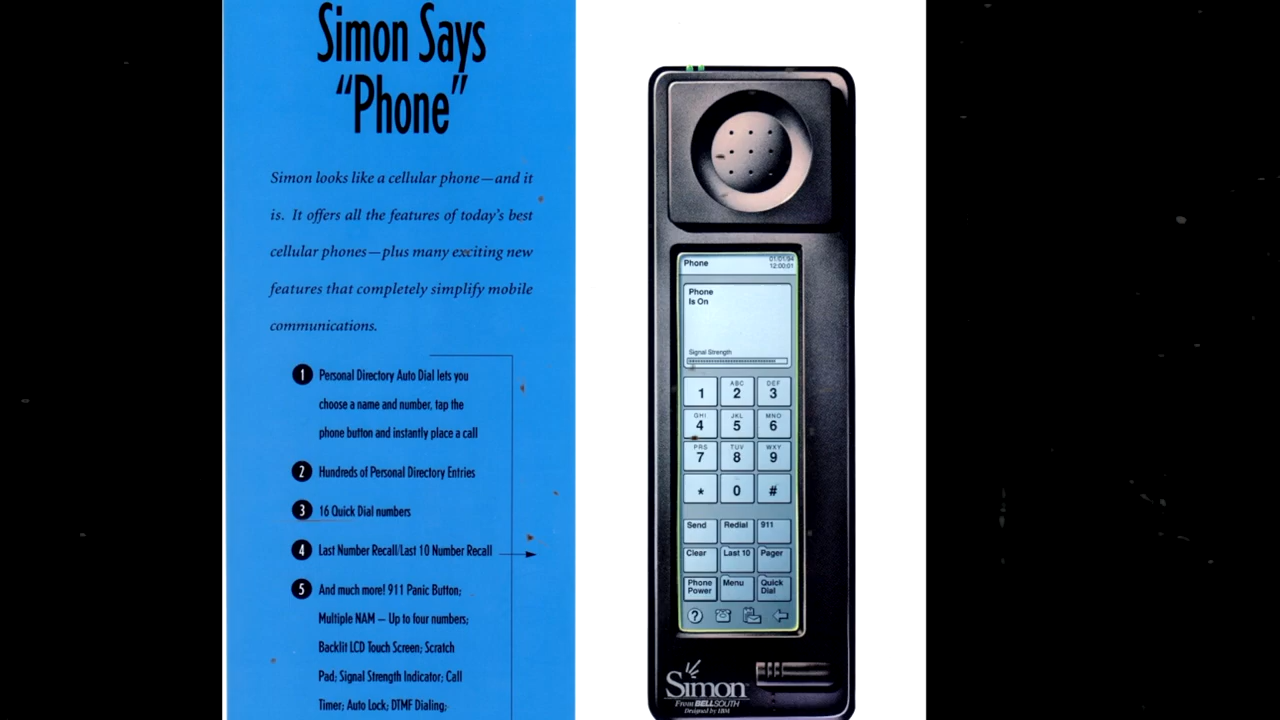 Simon Says
“Phone”
Simon looks like a cellular phone—and it
is. It offers all the features of today's best
cellular phones—plus many exciting new
features that completely simplify mobile
communications.
1 Personal Directory Auto Dial lets you
choose a name and number, tap the
phone button and instantly place a call
2 Hundreds of Personal Directory Entries
3 16 Quick Dial numbers
4 Last Number Recall/Last 10 Number Recall
5 And much more! 911 Panic Button;
Multiple NAM – Up to four numbers;
Backlit LCD Touch Screen; Scratch
Pad; Signal Strength Indicator; Call
Timer; Auto Lock; DTMF Dialing;
Phone 01/01/94
12:00:01
Phone
Is On
Signal Strength
1 ABC 2 DEF 3
GHI 4 JKL 5 MNO 6
PRS 7 TUV 8 WXY 9
* 0 #
Send Redial 911
Clear Last 10 Pager
Phone Power Menu Quick Dial
?
Simon
From BELLSOUTH
Designed by IBM